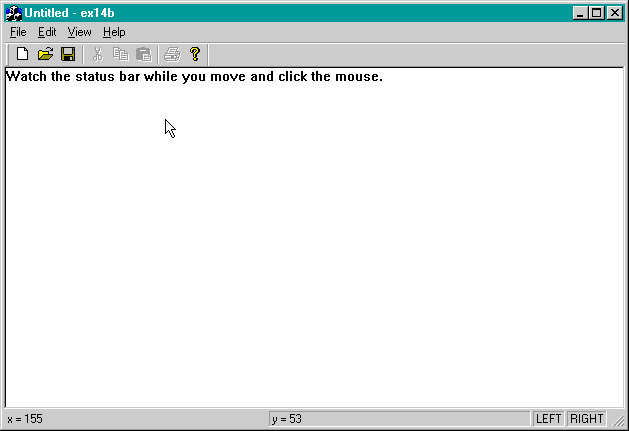 Untitled - ex14b
File Edit View Help
Watch the status bar while you move and click the mouse.
x = 155 y = 53 LEFT RIGHT